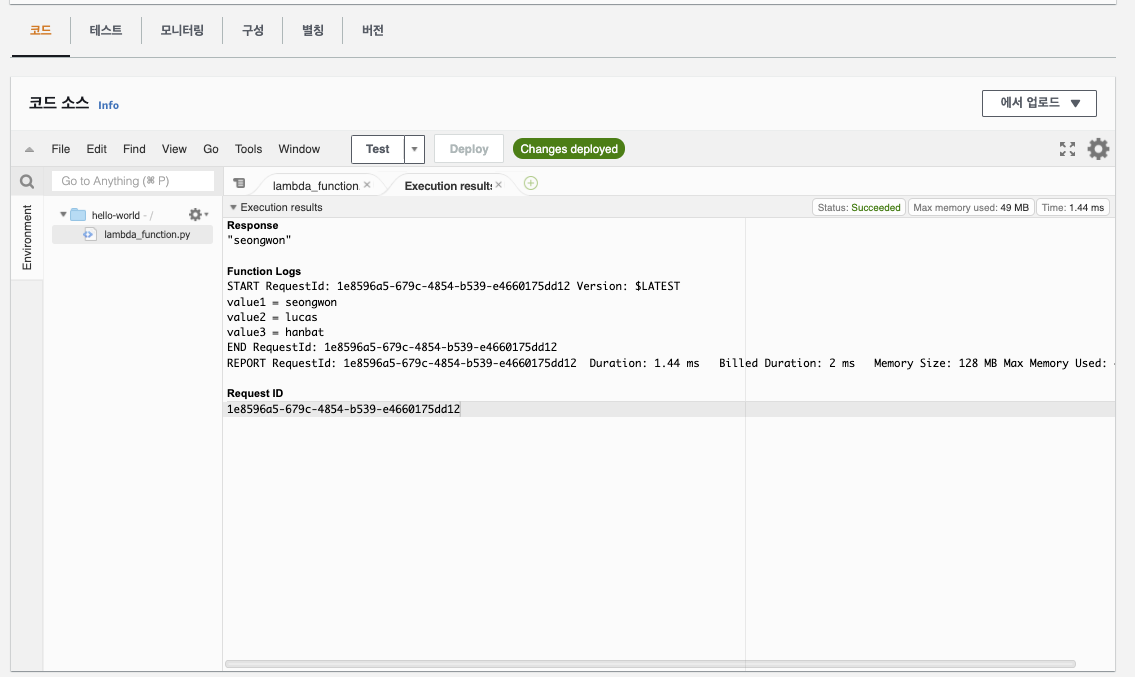 코드
테스트
모니터링
구성
별칭
버전
코드 소스 Info
에서 업로드
File Edit Find View Go Tools Window Test Deploy Changes deployed
Go to Anything (⌘ P)
lambda_function. Execution results
Environment
hello-world - /
lambda_function.py
Execution results
Status: Succeeded Max memory used: 49 MB Time: 1.44 ms
Response
"seongwon"
Function Logs
START RequestId: 1e8596a5-679c-4854-b539-e4660175dd12 Version: $LATEST
value1 = seongwon
value2 = lucas
value3 = hanbat
END RequestId: 1e8596a5-679c-4854-b539-e4660175dd12
REPORT RequestId: 1e8596a5-679c-4854-b539-e4660175dd12 Duration: 1.44 ms Billed Duration: 2 ms Memory Size: 128 MB Max Memory Used:
Request ID
1e8596a5-679c-4854-b539-e4660175dd12